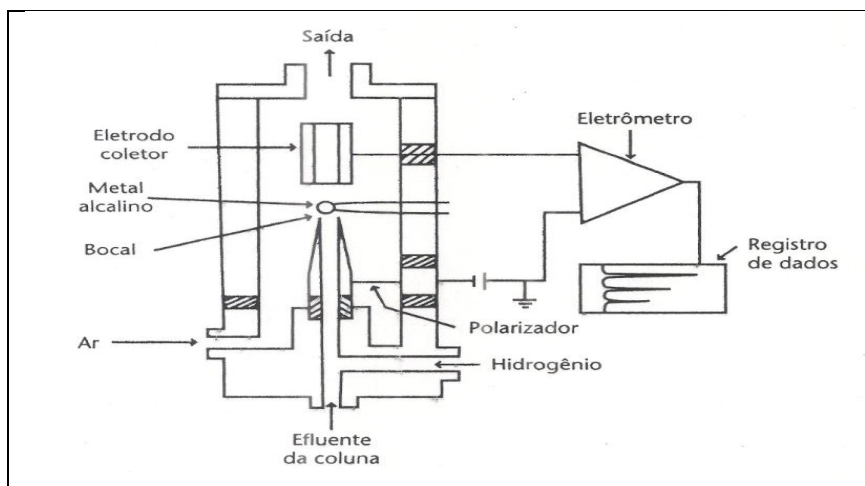 Saída
Eletrodo
coletor
Eletrômetro
Metal
alcalino
Bocal
Registro
de dados
Polarizador
Ar
Hidrogênio
Efluente
da coluna